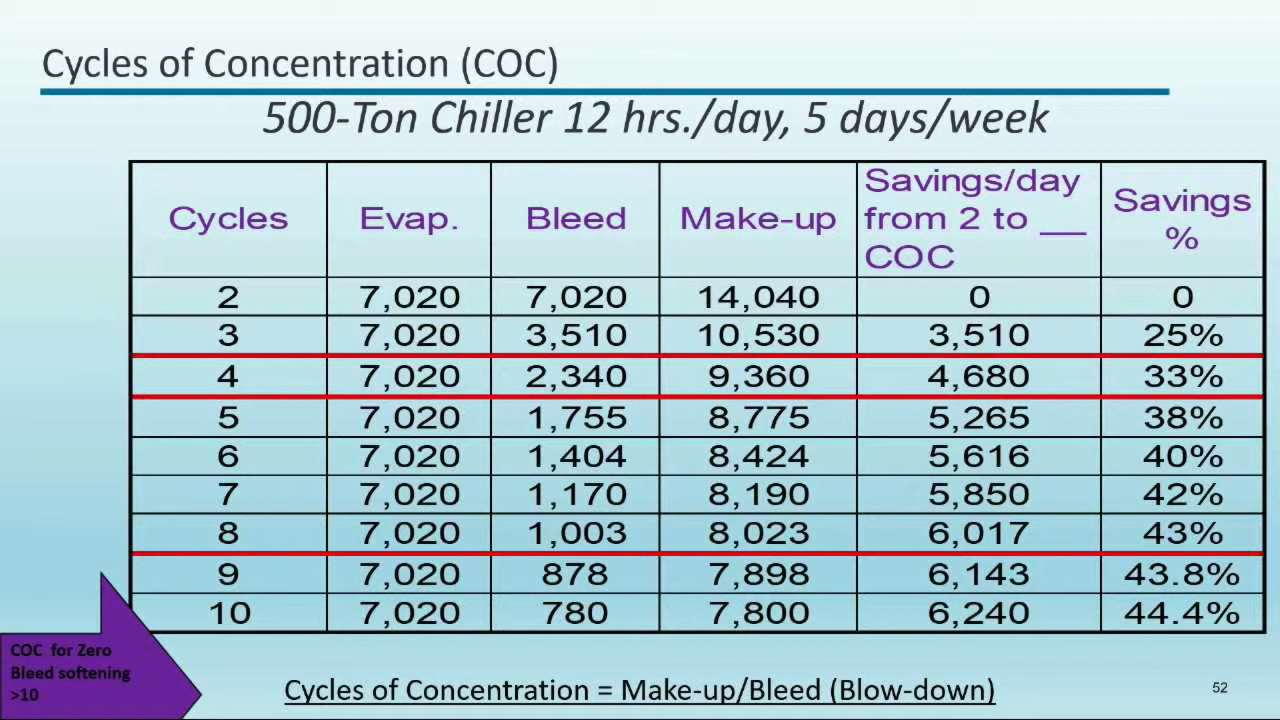 Cycles of Concentration (COC)
500-Ton Chiller 12 hrs./day, 5 days/week
Cycles Evap. Bleed Make-up Savings/day from 2 to __ COC Savings %
2 7,020 7,020 14,040 0 0
3 7,020 3,510 10,530 3,510 25%
4 7,020 2,340 9,360 4,680 33%
5 7,020 1,755 8,775 5,265 38%
6 7,020 1,404 8,424 5,616 40%
7 7,020 1,170 8,190 5,850 42%
8 7,020 1,003 8,023 6,017 43%
9 7,020 878 7,898 6,143 43.8%
10 7,020 780 7,800 6,240 44.4%
COC for Zero
Bleed softening
>10
Cycles of Concentration = Make-up/Bleed (Blow-down)
52